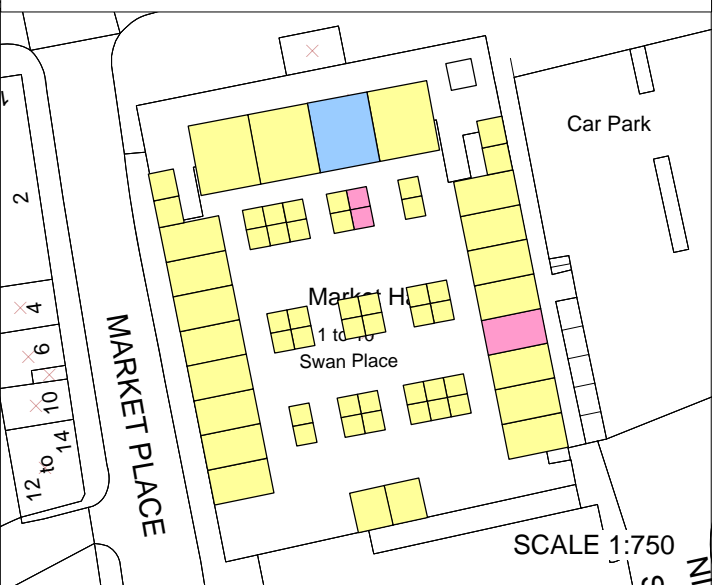 Car Park
2
4
6
10
14
to
12
MARKET PLACE
Market Ha
1 to 16
Swan Place
SCALE 1:750